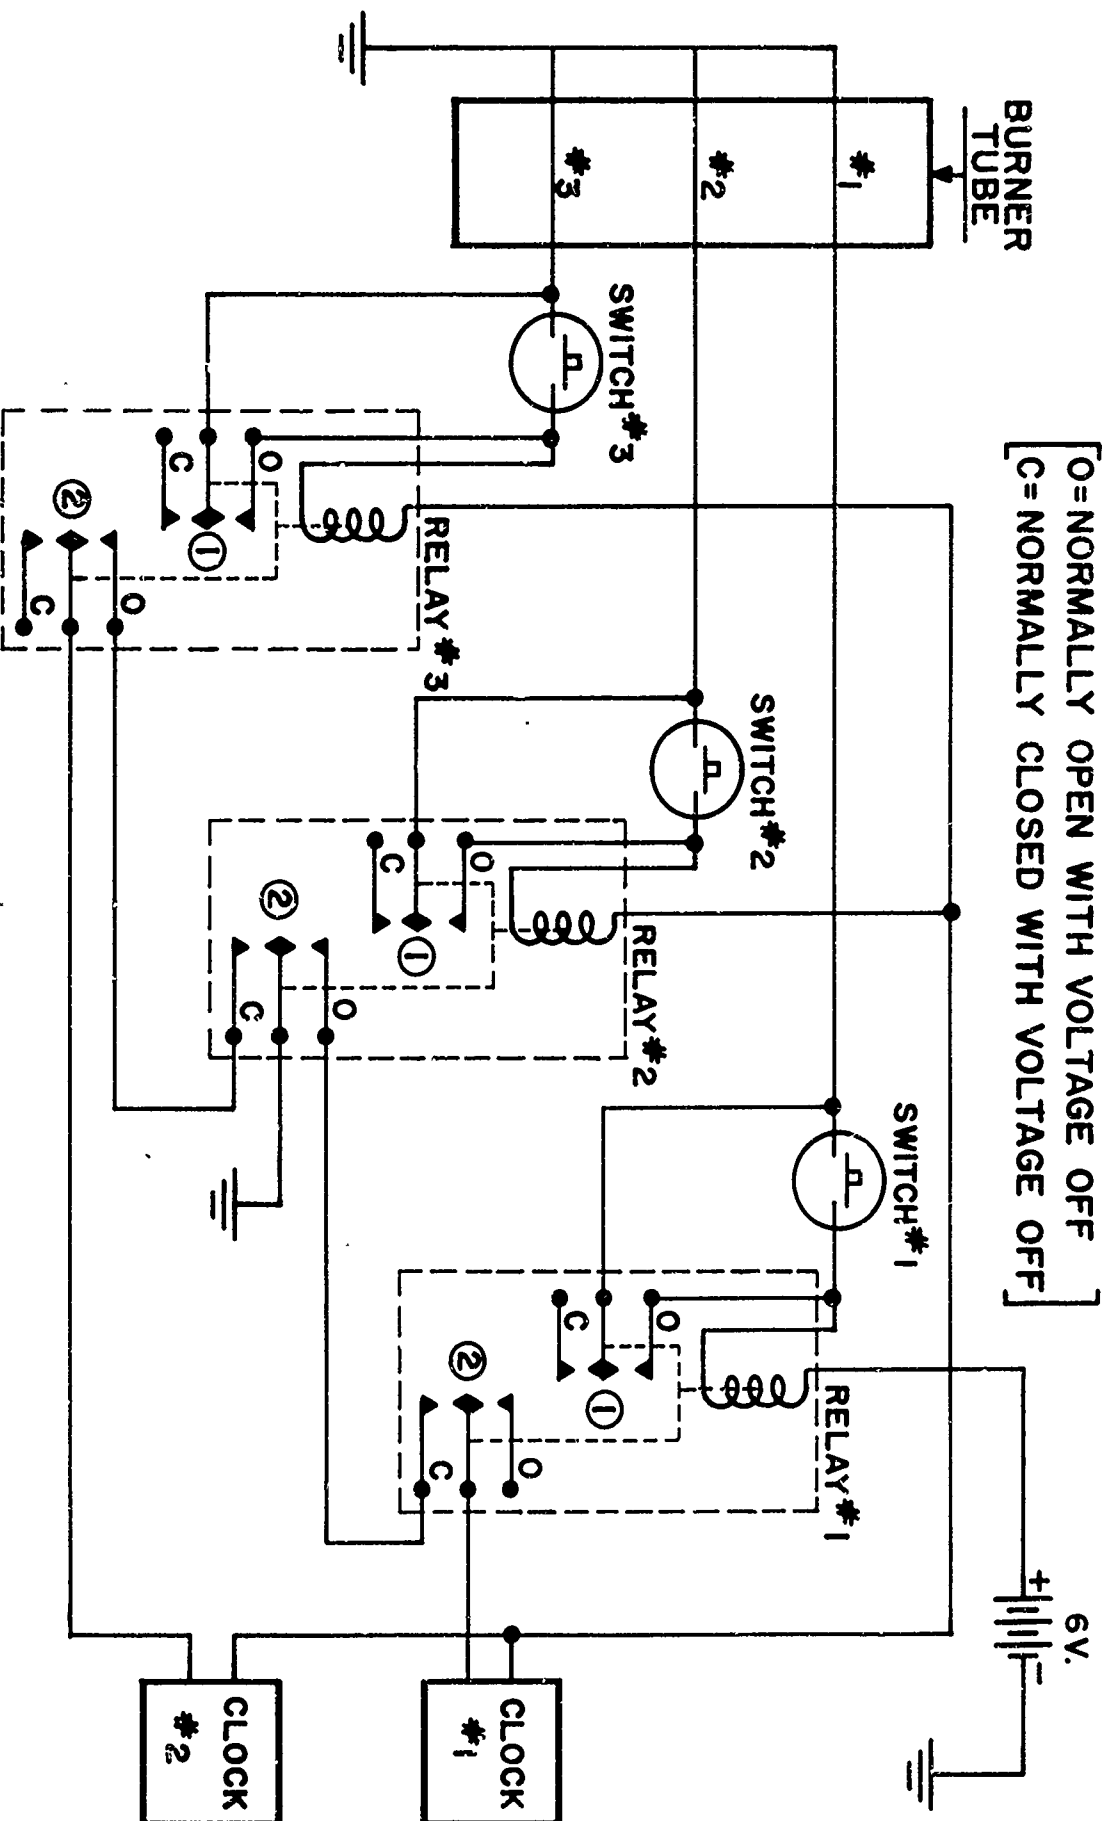 [O=NORMALLY OPEN WITH VOLTAGE OFF
C=NORMALLY CLOSED WITH VOLTAGE OFF]
BURNER
TUBE
#1
#2
#3
SWITCH #3
SWITCH #2
SWITCH #1
RELAY #3
O
C
1
2
O
C
RELAY #2
O
C
1
2
O
C
RELAY #1
O
C
1
2
O
C
6V.
+ -
CLOCK
#1
CLOCK
#2